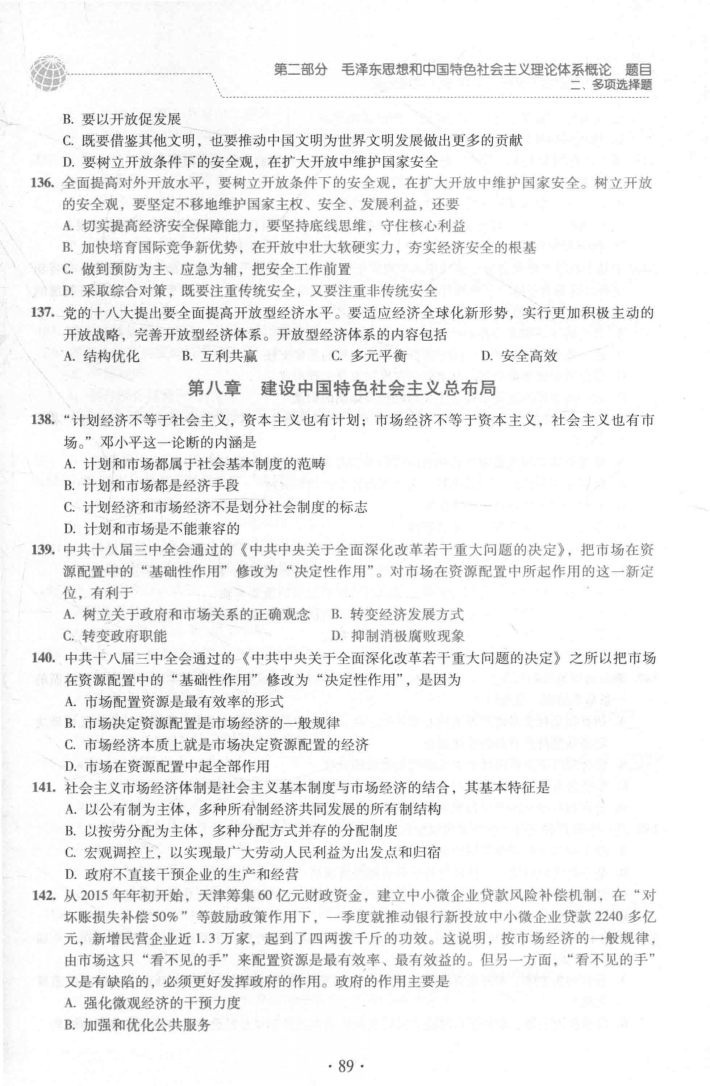 第二部分 毛泽东思想和中国特色社会主义理论体系概论 题目
二、多项选择题
B. 要以开放促发展
C. 既要借鉴其他文明，也要推动中国文明为世界文明发展做出更多的贡献
D. 要树立开放条件下的安全观，在扩大开放中维护国家安全
136. 全面提高对外开放水平，要树立开放条件下的安全观，在扩大开放中维护国家安全。树立开放
的安全观，要坚定不移地维护国家主权、安全、发展利益，还要
A. 切实提高经济安全保障能力，要坚持底线思维，守住核心利益
B. 加快培育国际竞争新优势，在开放中壮大软硬实力，夯实经济安全的根基
C. 做到预防为主、应急为辅，把安全工作前置
D. 采取综合对策，既要注重传统安全，又要注重非传统安全
137. 党的十八大提出要全面提高开放型经济水平。要适应经济全球化新形势，实行更加积极主动的
开放战略，完善开放型经济体系。开放型经济体系的内容包括
A. 结构优化 B. 互利共赢 C. 多元平衡 D. 安全高效
第八章 建设中国特色社会主义总布局
138. “计划经济不等于社会主义，资本主义也有计划；市场经济不等于资本主义，社会主义也有市
场。”邓小平这一论断的内涵是
A. 计划和市场都属于社会基本制度的范畴
B. 计划和市场都是经济手段
C. 计划经济和市场经济不是划分社会制度的标志
D. 计划和市场是不能兼容的
139. 中共十八届三中全会通过的《中共中央关于全面深化改革若干重大问题的决定》，把市场在资
源配置中的“基础性作用”修改为“决定性作用”。对市场在资源配置中所起作用的这一新定
位，有利于
A. 树立关于政府和市场关系的正确观念 B. 转变经济发展方式
C. 转变政府职能 D. 抑制消极腐败现象
140. 中共十八届三中全会通过的《中共中央关于全面深化改革若干重大问题的决定》之所以把市场
在资源配置中的“基础性作用”修改为“决定性作用”，是因为
A. 市场配置资源是最有效率的形式
B. 市场决定资源配置是市场经济的一般规律
C. 市场经济本质上就是市场决定资源配置的经济
D. 市场在资源配置中起全部作用
141. 社会主义市场经济体制是社会主义基本制度与市场经济的结合，其基本特征是
A. 以公有制为主体，多种所有制经济共同发展的所有制结构
B. 以按劳分配为主体，多种分配方式并存的分配制度
C. 宏观调控上，以实现最广大劳动人民利益为出发点和归宿
D. 政府不直接干预企业的生产和经营
142. 从 2015 年年初开始，天津筹集 60 亿元财政资金，建立中小微企业贷款风险补偿机制，在“对
坏账损失补偿 50%”等鼓励政策作用下，一季度就推动银行新投放中小微企业贷款 2240 多亿
元，新增民营企业近 1.3 万家，起到了四两拨千斤的功效。这说明，按市场经济的一般规律，
由市场这只“看不见的手”来配置资源是最有效率、最有效益的。但另一方面，“看不见的手”
又是有缺陷的，必须更好发挥政府的作用。政府的作用主要是
A. 强化微观经济的干预力度
B. 加强和优化公共服务
· 89 ·